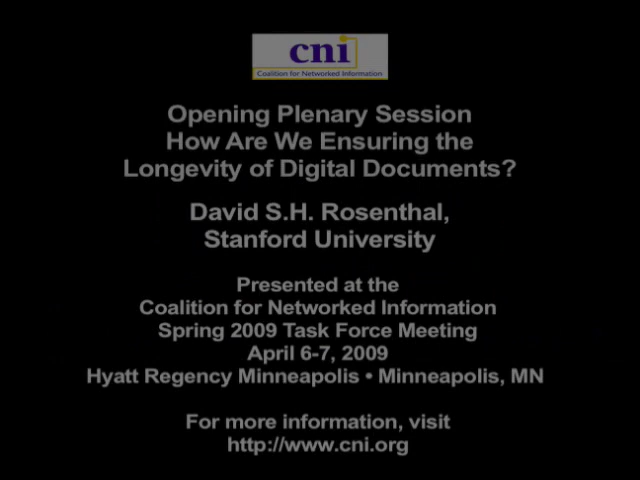 cni
Coalition for Networked Information
Opening Plenary Session
How Are We Ensuring the
Longevity of Digital Documents?
David S.H. Rosenthal,
Stanford University
Presented at the
Coalition for Networked Information
Spring 2009 Task Force Meeting
April 6-7, 2009
Hyatt Regency Minneapolis • Minneapolis, MN
For more information, visit
http://www.cni.org